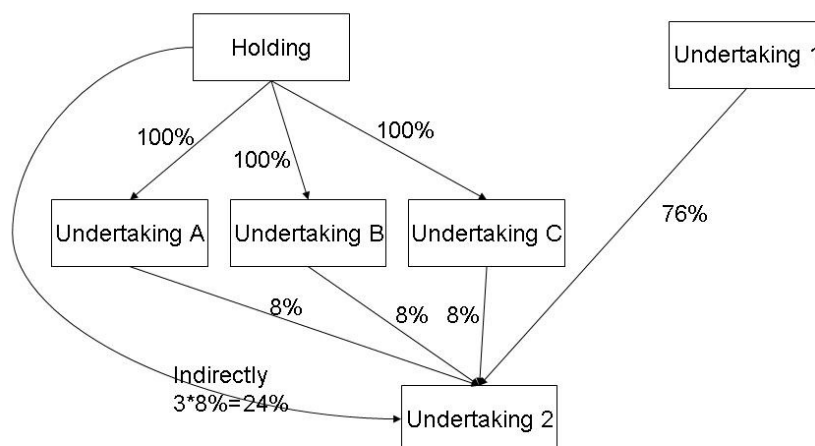 Holding
Undertaking 1
100%
100%
100%
Undertaking A
Undertaking B
Undertaking C
76%
8%
8%
8%
Indirectly
3*8%=24%
Undertaking 2